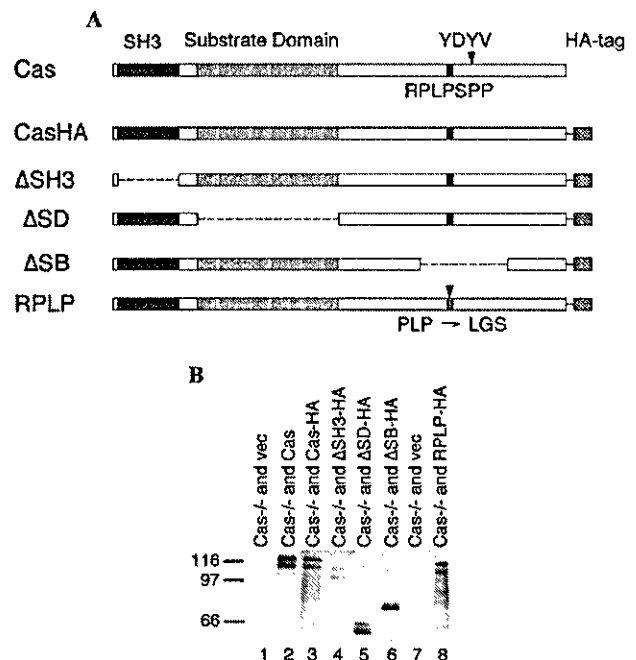 A
SH3 Substrate Domain YDYV HA-tag
Cas
RPLPSPP
CasHA
ΔSH3
ΔSD
ΔSB
RPLP
PLP → LGS
B
Cas-/- and vec
Cas-/- and Cas
Cas-/- and Cas-HA
Cas-/- and ΔSH3-HA
Cas-/- and ΔSD-HA
Cas-/- and ΔSB-HA
Cas-/- and vec
Cas-/- and RPLP-HA
116
97
66
1 2 3 4 5 6 7 8